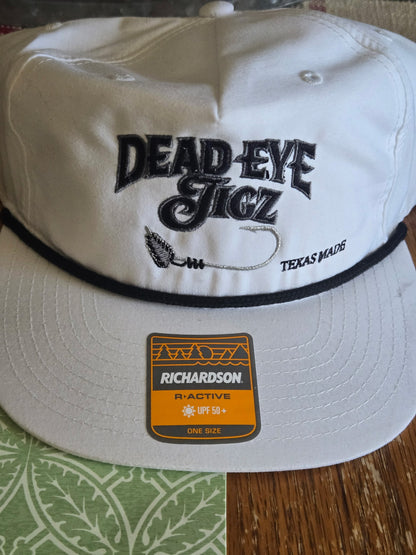 DEAD EYE
JIGZ
TEXAS MADE
RICHARDSON
R▸ACTIVE
UPF 50+
ONE SIZE